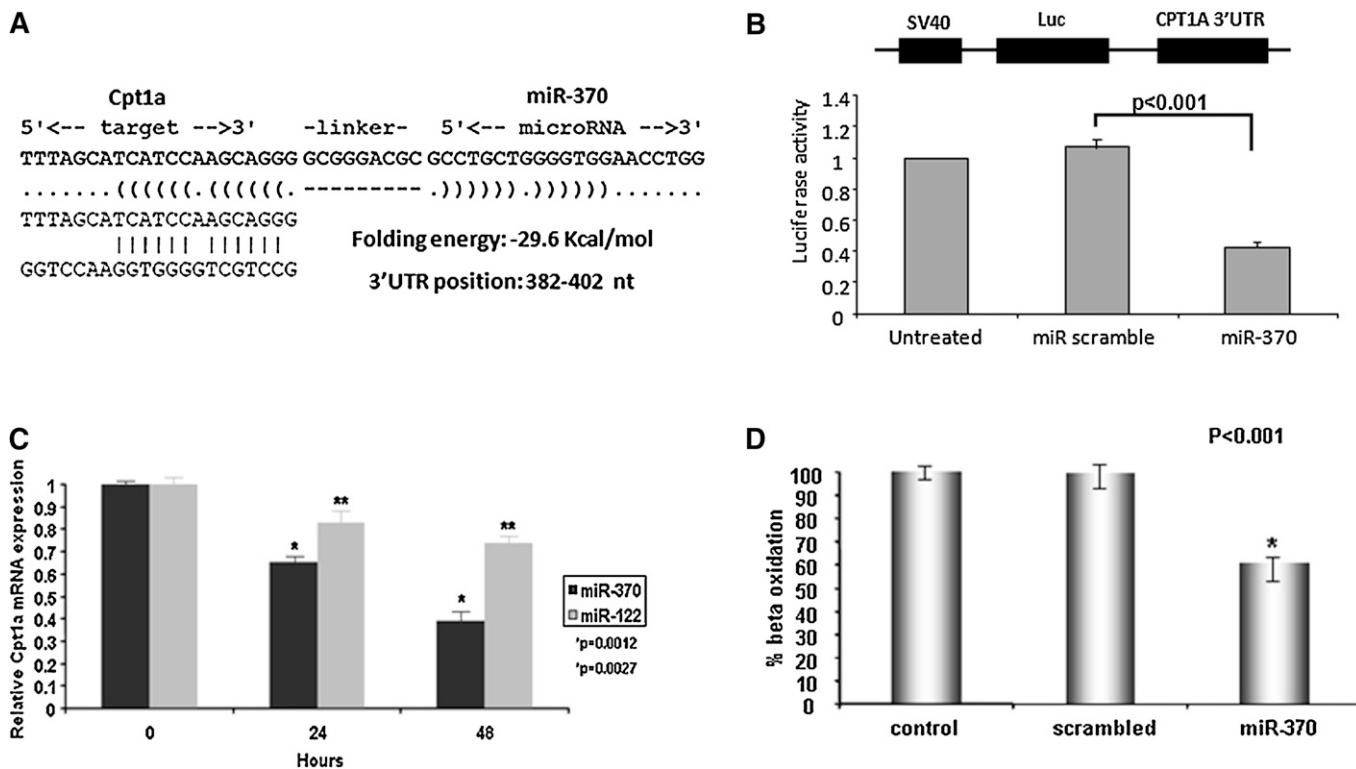 A
Cpt1a miR-370
5'<-- target -->3' -linker- 5'<-- microRNA -->3'
TTTAGCATCATCCAAGCAGGG GCGGGACGC GCCTGCTGGGGTGGAACCTGG
.......((((((.((((((. --------- .)))))).)))))).......
TTTAGCATCATCCAAGCAGGG
|||||| ||||||
GGTCCAAGGTGGGGTCGTCCG
Folding energy: -29.6 Kcal/mol
3'UTR position: 382-402 nt
B
SV40 Luc CPT1A 3'UTR
Luciferase activity
1.4
1.2
1
0.8
0.6
0.4
0.2
0
p<0.001
Untreated miR scramble miR-370
C
Relative Cpt1a mRNA expression
1
0.9
0.8
0.7
0.6
0.5
0.4
0.3
0.2
0.1
0
* ** * **
0 24 48
Hours
miR-370
miR-122
*p=0.0012
*p=0.0027
D
P<0.001
% beta oxidation
100
90
80
70
60
50
40
30
20
10
0
*
control scrambled miR-370